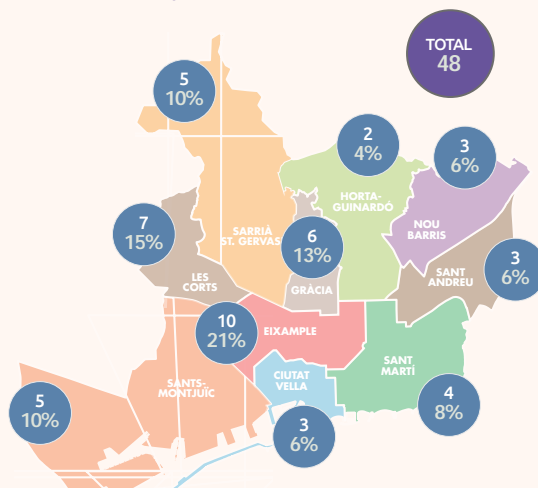 TOTAL
48
5
10%
2
4%
3
6%
HORTA-
GUINARDÓ
7
15%
SARRIÀ
ST. GERVAS
6
13%
NOU
BARRIS
LES
CORTS
GRÀCIA
SANT
ANDREU
3
6%
10
21%
EIXAMPLE
SANTS-
MONTJUÏC
CIUTAT
VELLA
SANT
MARTÍ
5
10%
3
6%
4
8%